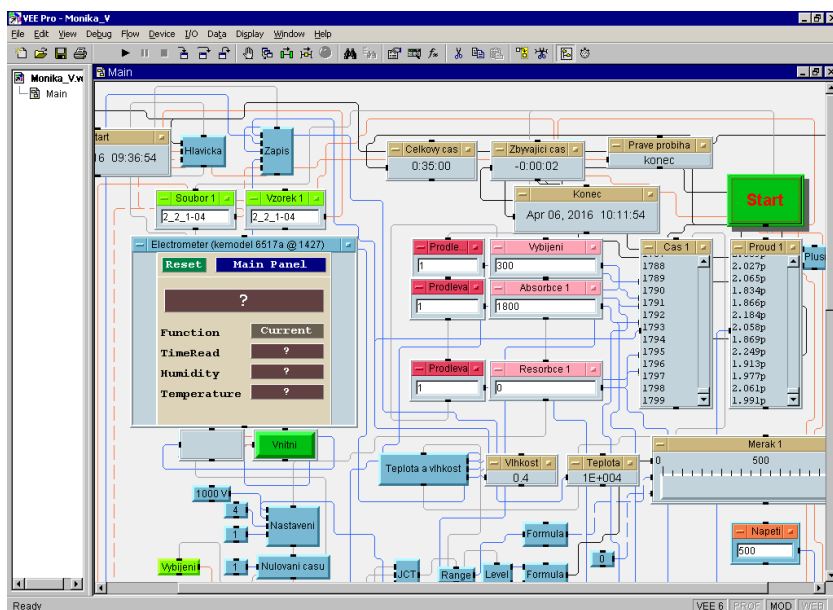 VEE Pro - Monika_V
File Edit View Debug Flow Device I/O Data Display Window Help
Monika_V.ve
Main
Main
16 09:36:54
Hlavicka
Zapis
Celkovy cas
0:35:00
Zbyvajici cas
-0:00:02
Prave probiha
konec
Konec
Apr 06, 2016 10:11:54
Start
Soubor 1
2_2_1-04
Vzorek 1
2_2_1-04
Electrometer (kemodel 6517a @ 1427)
Reset Main Panel
?
Function Current
TimeRead ?
Humidity ?
Temperature ?
Prodle...
1
Vybijeni
300
Prodleva
1
Absorbce 1
1800
Prodleva
1
Resorbce 1
0
Cas 1
1788
1789
1790
1791
1792
1793
1794
1795
1796
1797
1798
1799
Proud 1
2.027p
2.065p
1.834p
1.866p
2.184p
2.058p
1.869p
2.249p
1.913p
1.977p
2.061p
1.991p
Vnitrni
Teplota a vlhkost
Vlhkost
0.4
Teplota
1E+004
Merak 1
0 500
1000 V
4
1
Nastaveni
Vybijeni
1
Nulovani casu
JCT
Range
Level
Formula
Formula
0
Napeti
500
Ready
VEE 6 PROF MOD WEB